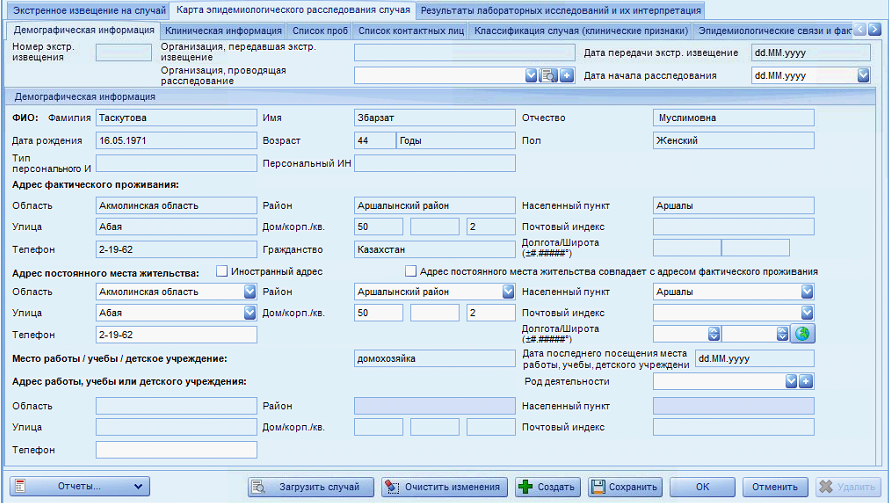 Экстренное извещение на случай Карта эпидемиологического расследования случая Результаты лабораторных исследований и их интерпретация
Демографическая информация Клиническая информация Список проб Список контактных лиц Классификация случая (клинические признаки) Эпидемиологические связи и фак
Номер экстр. извещения Организация, передавшая экстр. извещение Дата передачи экстр. извещение dd.MM.yyyy
Организация, проводящая расследование Дата начала расследования dd.MM.yyyy
Демографическая информация
ФИО: Фамилия Таскутова Имя Збарзат Отчество Муслимовна
Дата рождения 16.05.1971 Возраст 44 Годы Пол Женский
Тип персонального И Персональный ИН
Адрес фактического проживания:
Область Акмолинская область Район Аршалынский район Населенный пункт Аршалы
Улица Абая Дом/корп./кв. 50 2 Почтовый индекс
Телефон 2-19-62 Гражданство Казахстан Долгота/Широта (±#.#####°)
Адрес постоянного места жительства: Иностранный адрес Адрес постоянного места жительства совпадает с адресом фактического проживания
Область Акмолинская область Район Аршалынский район Населенный пункт Аршалы
Улица Абая Дом/корп./кв. 50 2 Почтовый индекс
Телефон 2-19-62 Долгота/Широта (±#.#####°)
Место работы / учебы / детское учреждение: домохозяйка Дата последнего посещения места работы, учебы, детского учреждени dd.MM.yyyy
Адрес работы, учебы или детского учреждения: Род деятельности
Область Район Населенный пункт
Улица Дом/корп./кв. Почтовый индекс
Телефон
Отчеты... Загрузить случай Очистить изменения Создать Сохранить OK Отменить Удалить